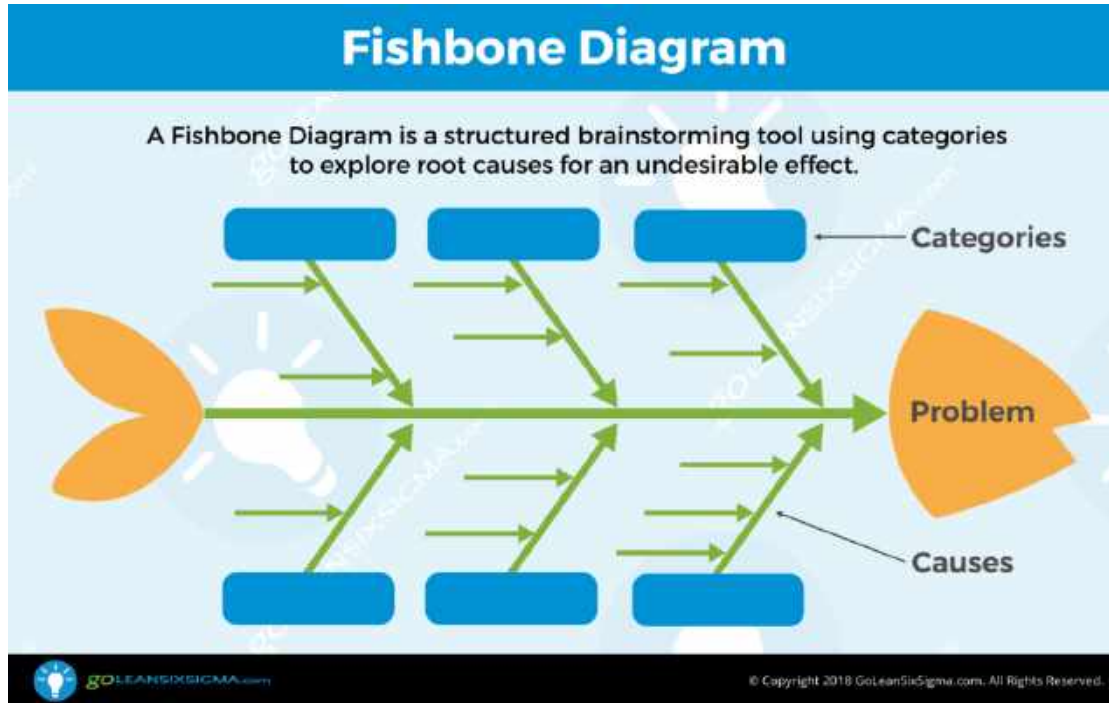 Fishbone Diagram
A Fishbone Diagram is a structured brainstorming tool using categories
to explore root causes for an undesirable effect.
Categories
Problem
Causes
goLEANSIXSIGMA.com
© Copyright 2018 GoLeanSixSigma.com. All Rights Reserved.